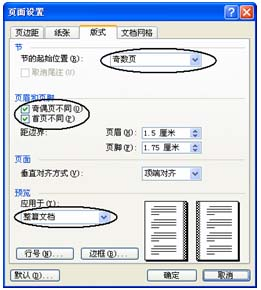 页面设置
页边距 纸张 版式 文档网格
节
节的起始位置(R): 奇数页
取消尾注(U)
页眉和页脚
奇偶页不同(O)
首页不同(P)
距边界: 页眉(H): 1.5 厘米
页脚(F): 1.75 厘米
页面
垂直对齐方式(V): 顶端对齐
预览
应用于(Y):
整篇文档
行号(N)... 边框(B)...
默认(D)... 确定 取消